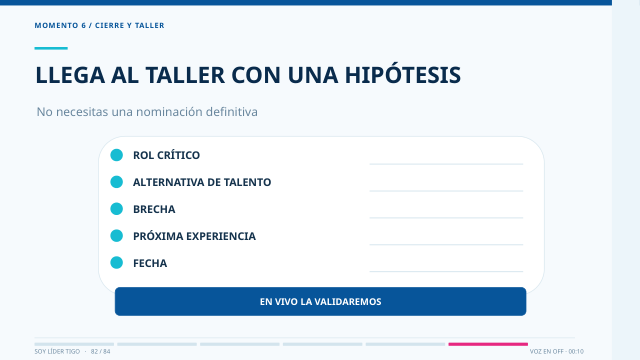 MOMENTO 6 / CIERRE Y TALLER
LLEGA AL TALLER CON UNA HIPÓTESIS
No necesitas una nominación definitiva
ROL CRÍTICO
ALTERNATIVA DE TALENTO
BRECHA
PRÓXIMA EXPERIENCIA
FECHA
EN VIVO LA VALIDAREMOS
SOY LÍDER TIGO · 82 / 84
VOZ EN OFF · 00:10